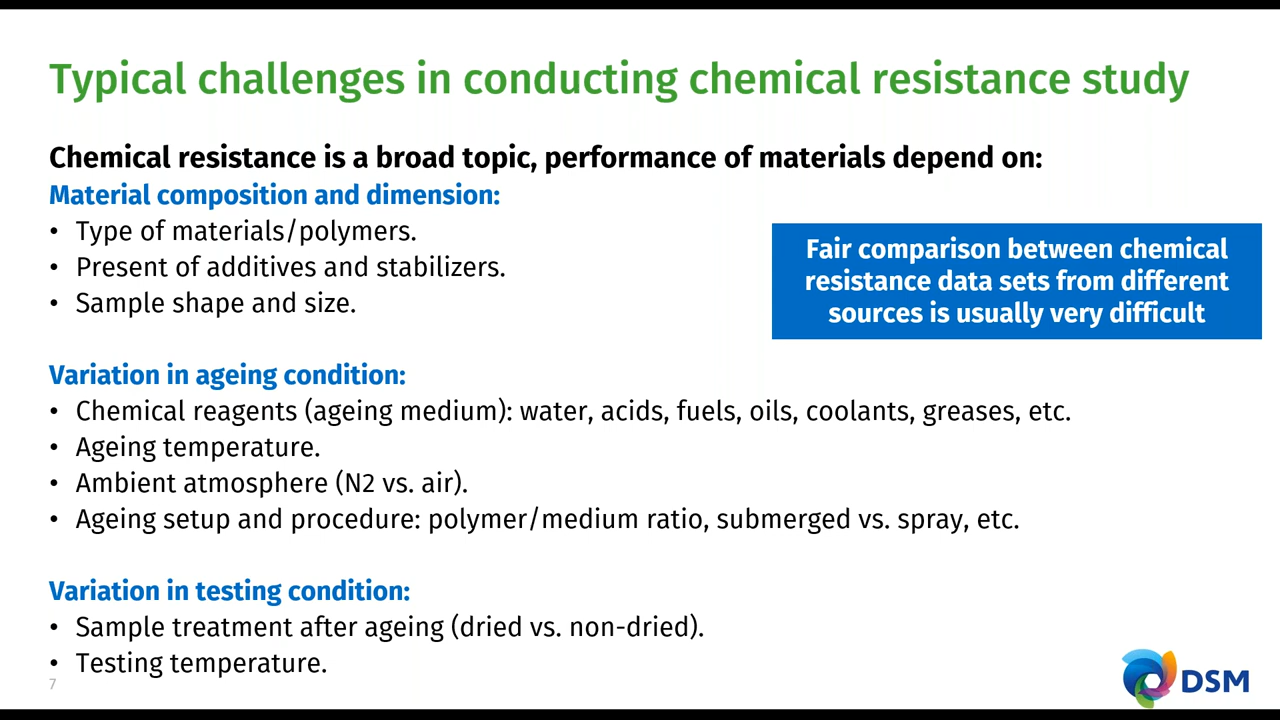 Typical challenges in conducting chemical resistance study
Chemical resistance is a broad topic, performance of materials depend on:
Material composition and dimension:
• Type of materials/polymers.
• Present of additives and stabilizers.
• Sample shape and size.
Fair comparison between chemical
resistance data sets from different
sources is usually very difficult
Variation in ageing condition:
• Chemical reagents (ageing medium): water, acids, fuels, oils, coolants, greases, etc.
• Ageing temperature.
• Ambient atmosphere (N2 vs. air).
• Ageing setup and procedure: polymer/medium ratio, submerged vs. spray, etc.
Variation in testing condition:
• Sample treatment after ageing (dried vs. non-dried).
• Testing temperature.
7
DSM